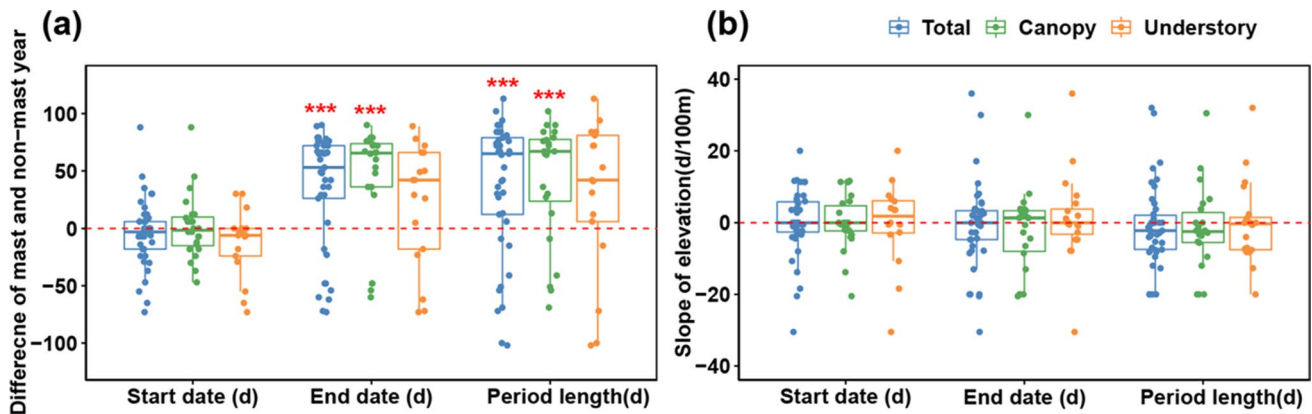 (a)
Differecne of mast and non−mast year
100
50
0
−50
−100
*** ***
*** ***
Start date (d) End date (d) Period length(d)
(b)
Total Canopy Understory
Slope of elevation(d/100m)
40
20
0
−20
−40
Start date (d) End date (d) Period length(d)